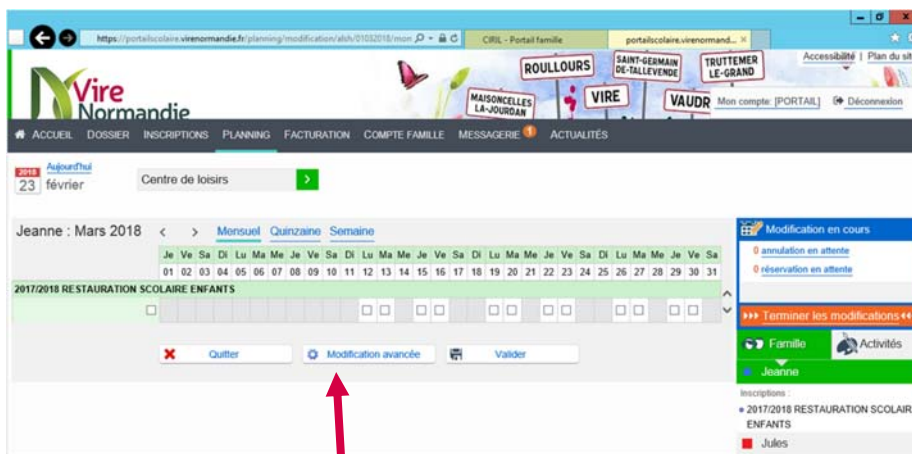 https://portailscolaire.virenormandie.fr/planning/modification/alsh/01032018/mon
CIRIL - Portail famille
portailscolaire.virenormand...
Accessibilité | Plan du sit
Vire
Normandie
ROULLOURS
SAINT-GERMAIN
DE-TALLEVENDE
TRUTTEMER
LE-GRAND
MAISONCELLES
LA-JOURDAN
VIRE
VAUDR
Mon compte: [PORTAIL] Déconnexion
ACCUEIL DOSSIER INSCRIPTIONS PLANNING FACTURATION COMPTE FAMILLE MESSAGERIE 1 ACTUALITÉS
2018
23
Aujourd'hui
février
Centre de loisirs
Jeanne : Mars 2018 < > Mensuel Quinzaine Semaine
Je Ve Sa Di Lu Ma Me Je Ve Sa Di Lu Ma Me Je Ve Sa Di Lu Ma Me Je Ve Sa Di Lu Ma Me Je Ve Sa
01 02 03 04 05 06 07 08 09 10 11 12 13 14 15 16 17 18 19 20 21 22 23 24 25 26 27 28 29 30 31
2017/2018 RESTAURATION SCOLAIRE ENFANTS
Quitter Modification avancée Valider
Modification en cours
0 annulation en attente
0 réservation en attente
Terminer les modifications
Famille Activités
Jeanne
Inscriptions :
2017/2018 RESTAURATION SCOLAIR
ENFANTS
Jules